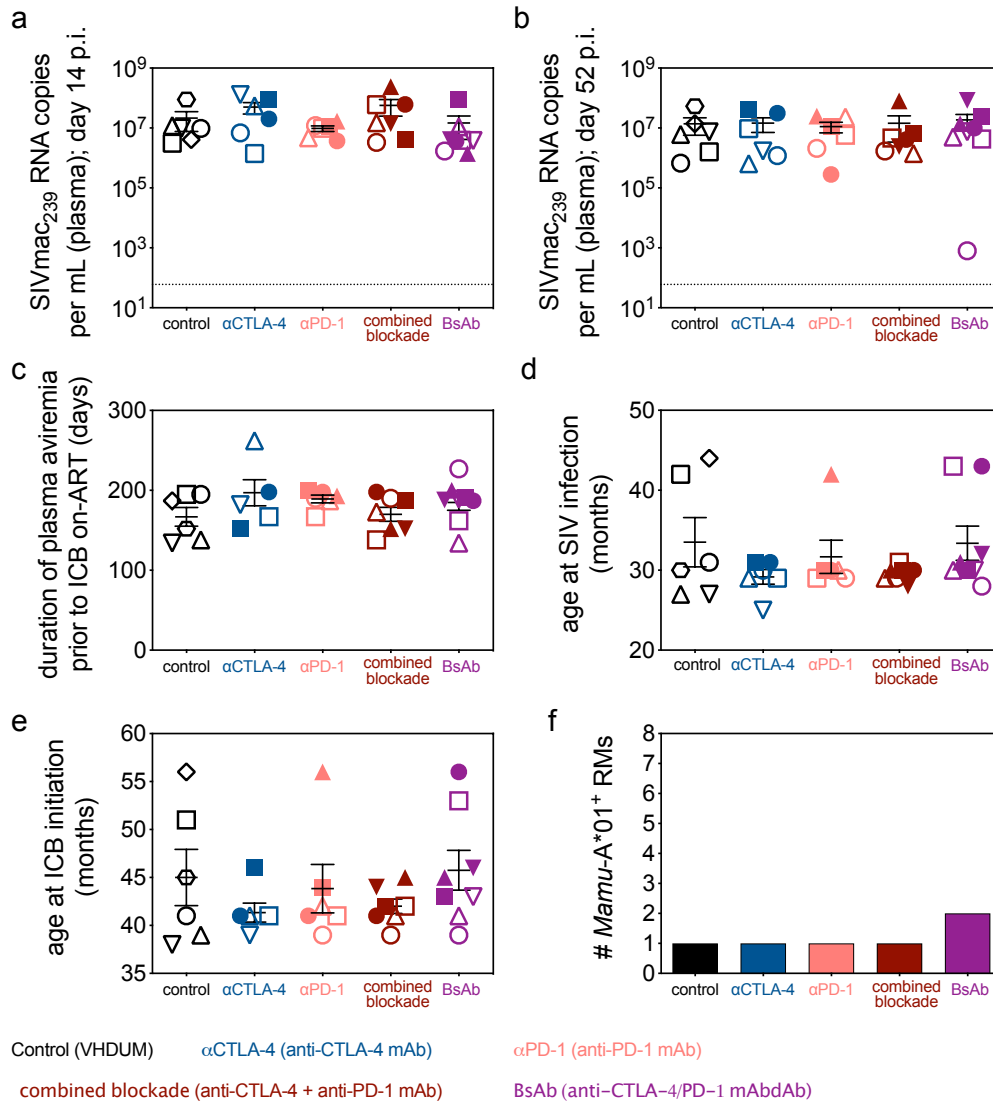 a
SIVmac239 RNA copies
per mL (plasma); day 14 p.i.
10^9
10^7
10^5
10^3
10^1
control
αCTLA-4
αPD-1
combined
blockade
BsAb
b
SIVmac239 RNA copies
per mL (plasma); day 52 p.i.
10^9
10^7
10^5
10^3
10^1
control
αCTLA-4
αPD-1
combined
blockade
BsAb
c
duration of plasma aviremia
prior to ICB on-ART (days)
300
200
100
0
control
αCTLA-4
αPD-1
combined
blockade
BsAb
d
age at SIV infection
(months)
50
40
30
20
control
αCTLA-4
αPD-1
combined
blockade
BsAb
e
age at ICB initiation
(months)
60
55
50
45
40
35
control
αCTLA-4
αPD-1
combined
blockade
BsAb
f
# Mamu-A*01+ RMs
8
7
6
5
4
3
2
1
0
control
αCTLA-4
αPD-1
combined
blockade
BsAb
Control (VHDUM) αCTLA-4 (anti-CTLA-4 mAb) αPD-1 (anti-PD-1 mAb)
combined blockade (anti-CTLA-4 + anti-PD-1 mAb) BsAb (anti–CTLA–4/PD–1 mAbdAb)